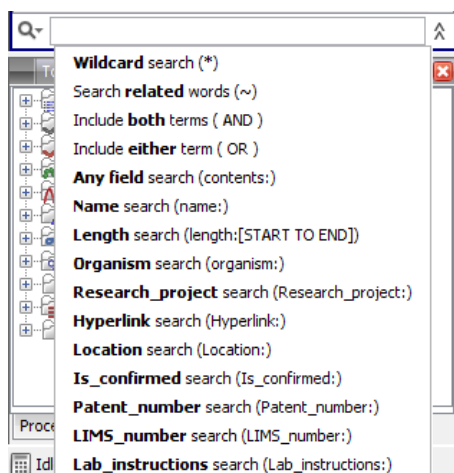 To
Wildcard search (*)
Search related words (~)
Include both terms ( AND )
Include either term ( OR )
Any field search (contents:)
Name search (name:)
Length search (length:[START TO END])
Organism search (organism:)
Research_project search (Research_project:)
Hyperlink search (Hyperlink:)
Location search (Location:)
Is_confirmed search (Is_confirmed:)
Patent_number search (Patent_number:)
Proce
LIMS_number search (LIMS_number:)
Idl
Lab_instructions search (Lab_instructions:)